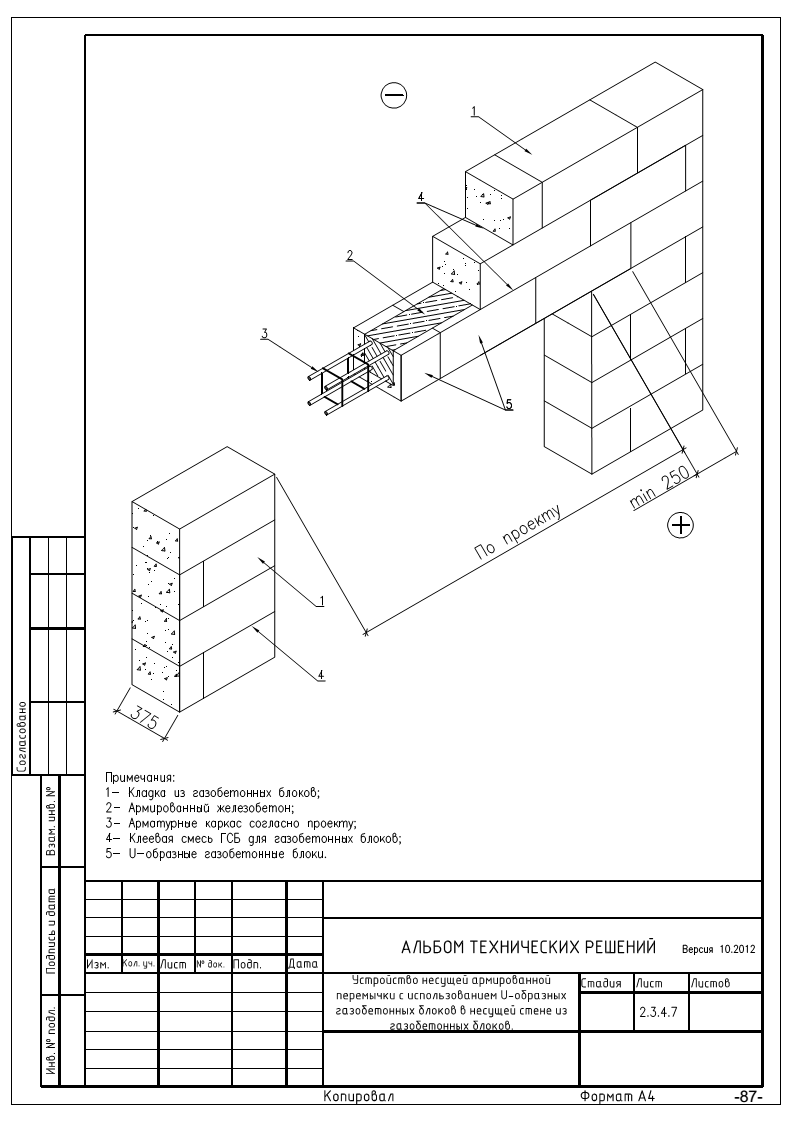 1
4
2
3
5
min 250
По проекту
1
4
375
Примечания:
1— Кладка из газобетонных блоков;
2— Армированный железобетон;
3— Арматурные каркас согласно проекту;
4— Клеевая смесь ГСБ для газобетонных блоков;
5— U—образные газобетонные блоки.
Согласовано
Взам. инв. №
Подпись и дата
Инв. № подл.
АЛЬБОМ ТЕХНИЧЕСКИХ РЕШЕНИЙ Версия 10.2012
Изм. Кол. уч. Лист № док. Подп. Дата
Устройство несущей армированной
перемычки с использованием U—образных
газобетонных блоков в несущей стене из
газобетонных блоков.
Стадия Лист Листов
2.3.4.7
Копировал Формат А4 -87-